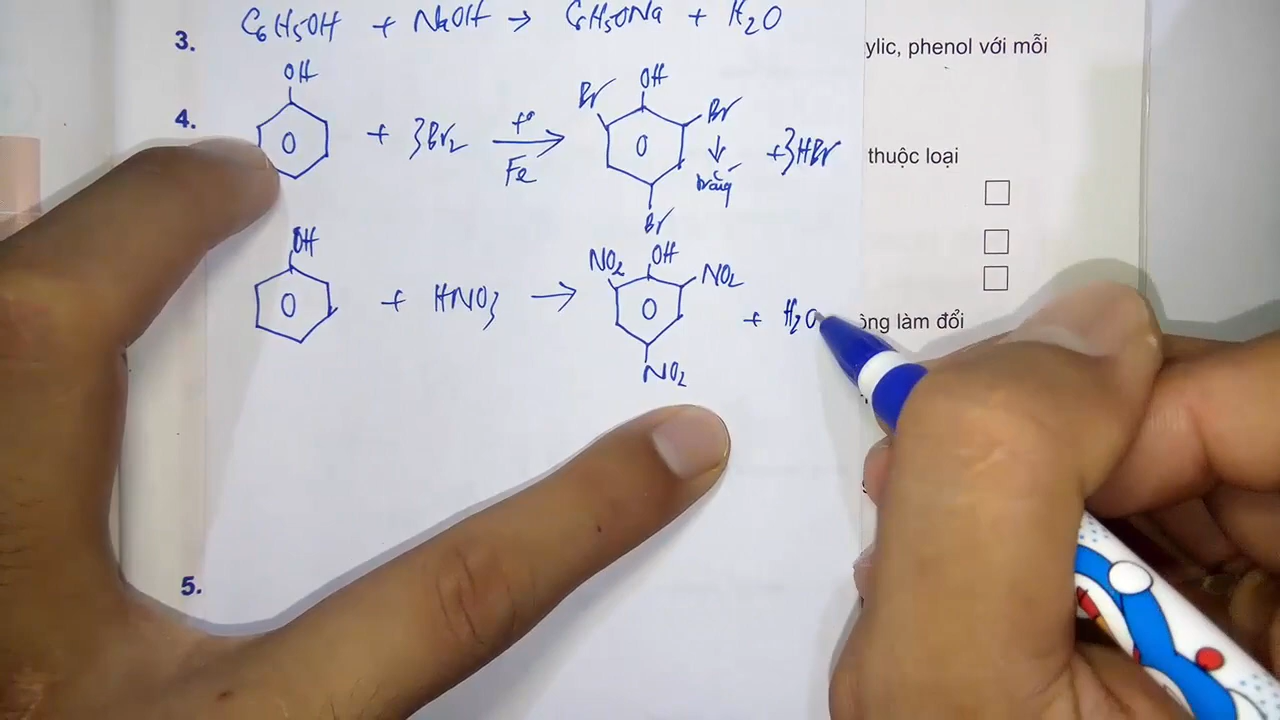 3. C6H5OH + NaOH → C6H5ONa + H2O
ylic, phenol với mỗi
4.
OH + 3Br2 t° Fe → OH Br Br Br ↓ trắng + 3HBr
thuộc loại
OH + HNO3 → OH NO2 NO2 NO2 + H2O
ông làm đổi
5.